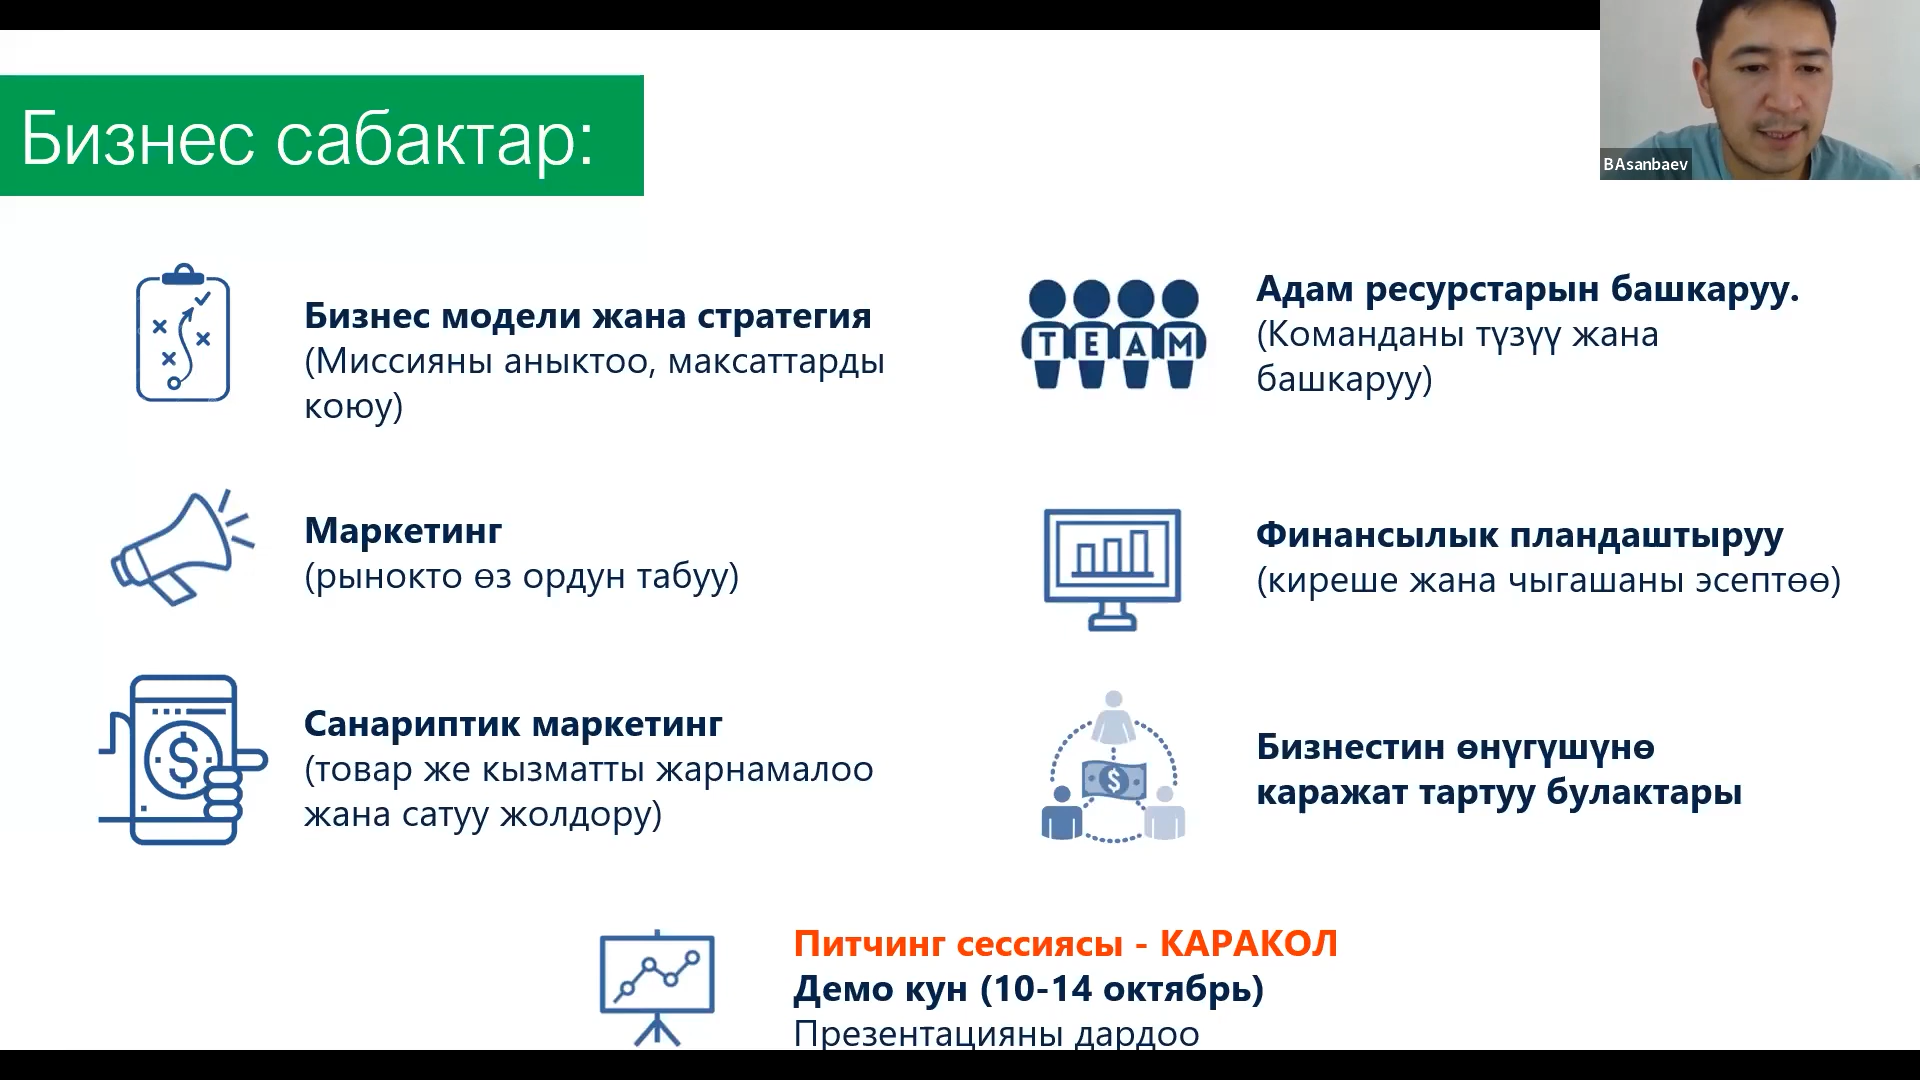 Бизнес сабактар:
BAsanbaev
Бизнес модели жана стратегия
(Миссияны аныктоо, максаттарды
коюу)
TEAM
Адам ресурстарын башкаруу.
(Команданы түзүү жана
башкаруу)
Маркетинг
(рынокто өз ордун табуу)
Финансылык пландаштыруу
(киреше жана чыгашаны эсептөө)
Санариптик маркетинг
(товар же кызматты жарнамалоо
жана сатуу жолдору)
Бизнестин өнүгүшүнө
каражат тартуу булактары
Питчинг сессиясы - КАРАКОЛ
Демо кун (10-14 октябрь)
Презентацияны дардоо